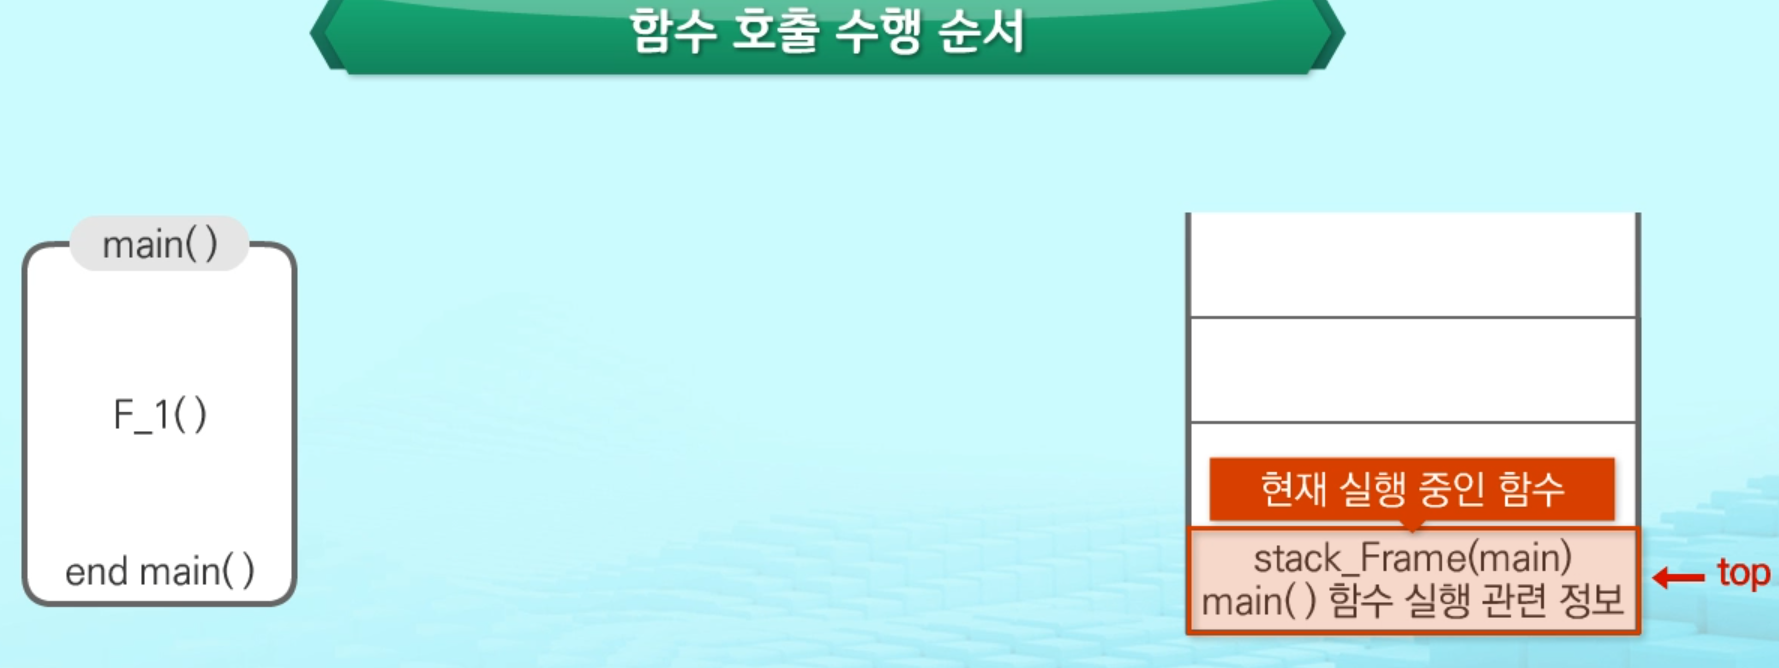 함수 호출 수행 순서
main( )
F_1( )
end main( )
현재 실행 중인 함수
stack_Frame(main)
main( ) 함수 실행 관련 정보
top